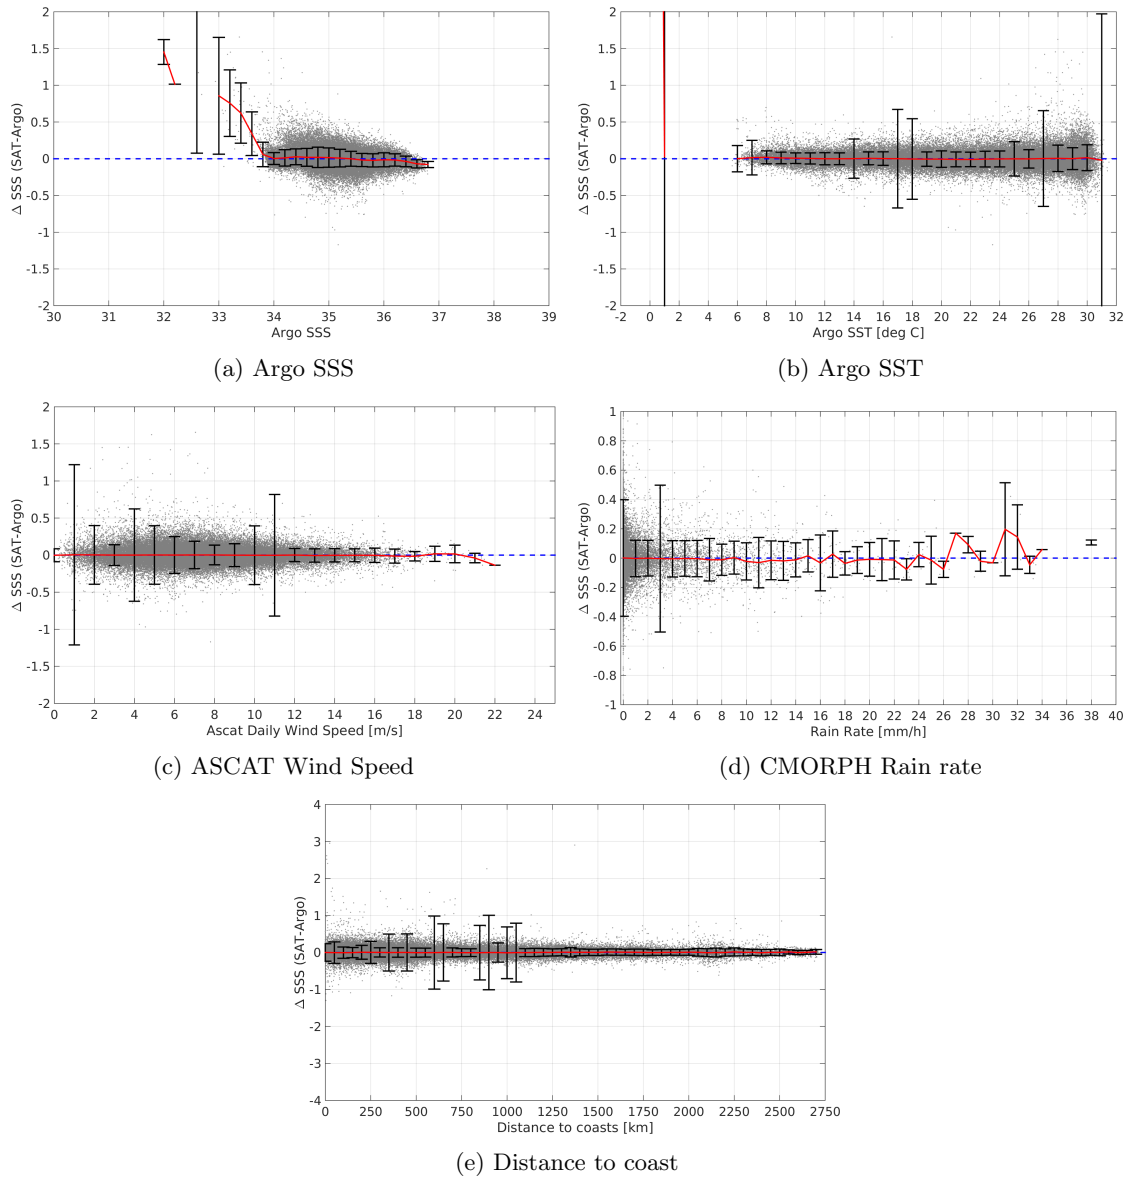 2
1.5
1
0.5
0
-0.5
-1
-1.5
-2
Δ SSS (SAT-Argo)
30 31 32 33 34 35 36 37 38 39
Argo SSS
(a) Argo SSS
2
1.5
1
0.5
0
-0.5
-1
-1.5
-2
Δ SSS (SAT-Argo)
-2 0 2 4 6 8 10 12 14 16 18 20 22 24 26 28 30 32
Argo SST [deg C]
(b) Argo SST
2
1.5
1
0.5
0
-0.5
-1
-1.5
-2
Δ SSS (SAT-Argo)
0 2 4 6 8 10 12 14 16 18 20 22 24
Ascat Daily Wind Speed [m/s]
(c) ASCAT Wind Speed
1
0.8
0.6
0.4
0.2
0
-0.2
-0.4
-0.6
-0.8
-1
Δ SSS (SAT-Argo)
0 2 4 6 8 10 12 14 16 18 20 22 24 26 28 30 32 34 36 38 40
Rain Rate [mm/h]
(d) CMORPH Rain rate
4
3
2
1
0
-1
-2
-3
-4
Δ SSS (SAT-Argo)
0 250 500 750 1000 1250 1500 1750 2000 2250 2500 2750
Distance to coasts [km]
(e) Distance to coast